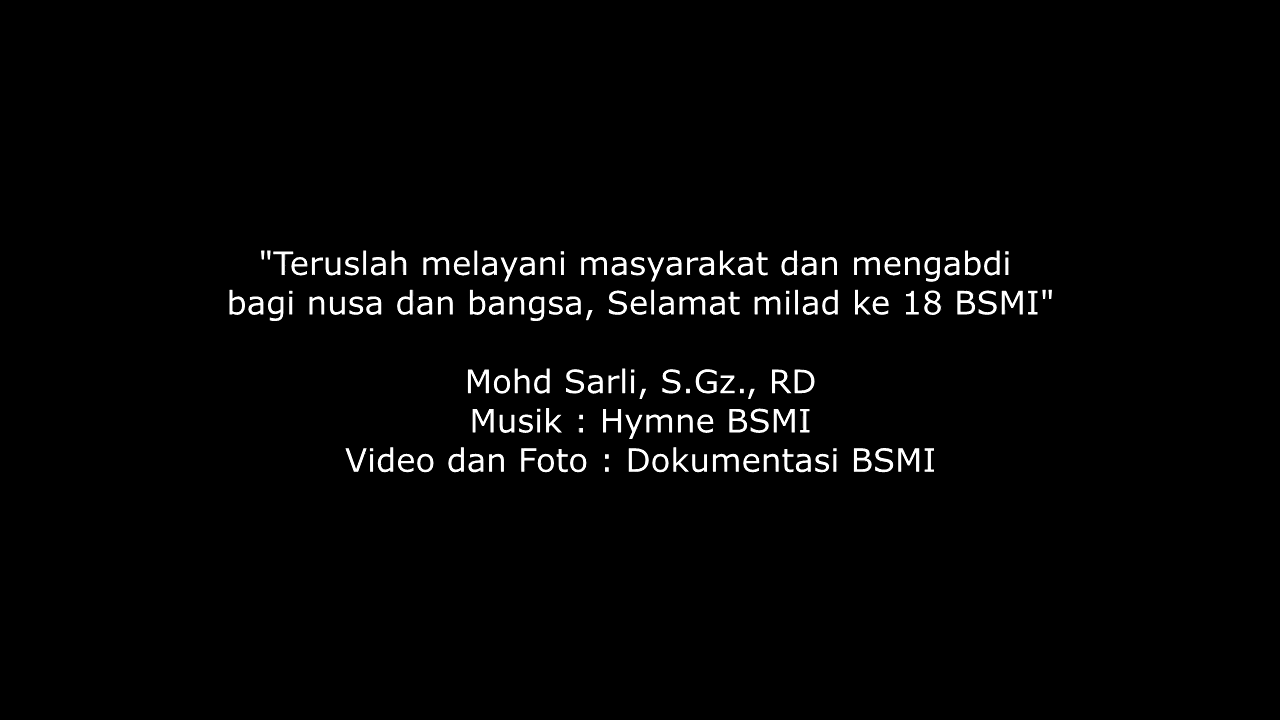 "Teruslah melayani masyarakat dan mengabdi
bagi nusa dan bangsa, Selamat milad ke 18 BSMI"
Mohd Sarli, S.Gz., RD
Musik : Hymne BSMI
Video dan Foto : Dokumentasi BSMI